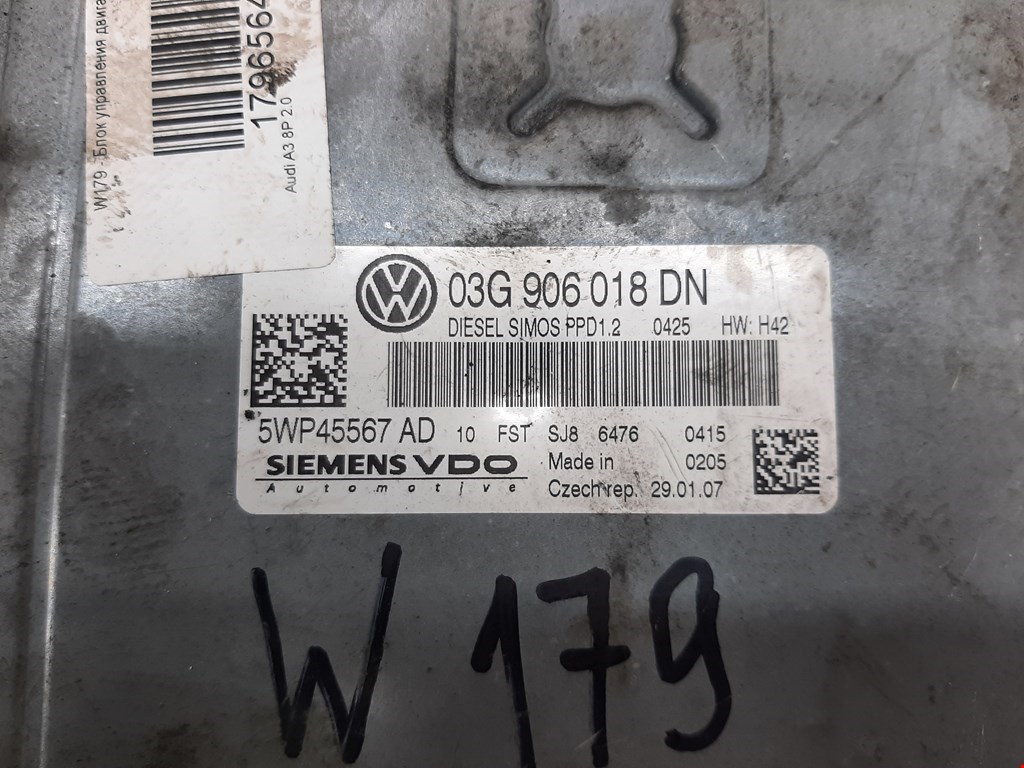 W179 - Блок управления
1796564
Audi A3 8P 2.0
03G 906 018 DN
DIESEL SIMOS PPD1.2 0425 HW: H42
5WP45567 AD 10 FST SJ8 6476 0415
SIEMENS VDO Made in 0205
Automotive Czech rep. 29.01.07
W 179